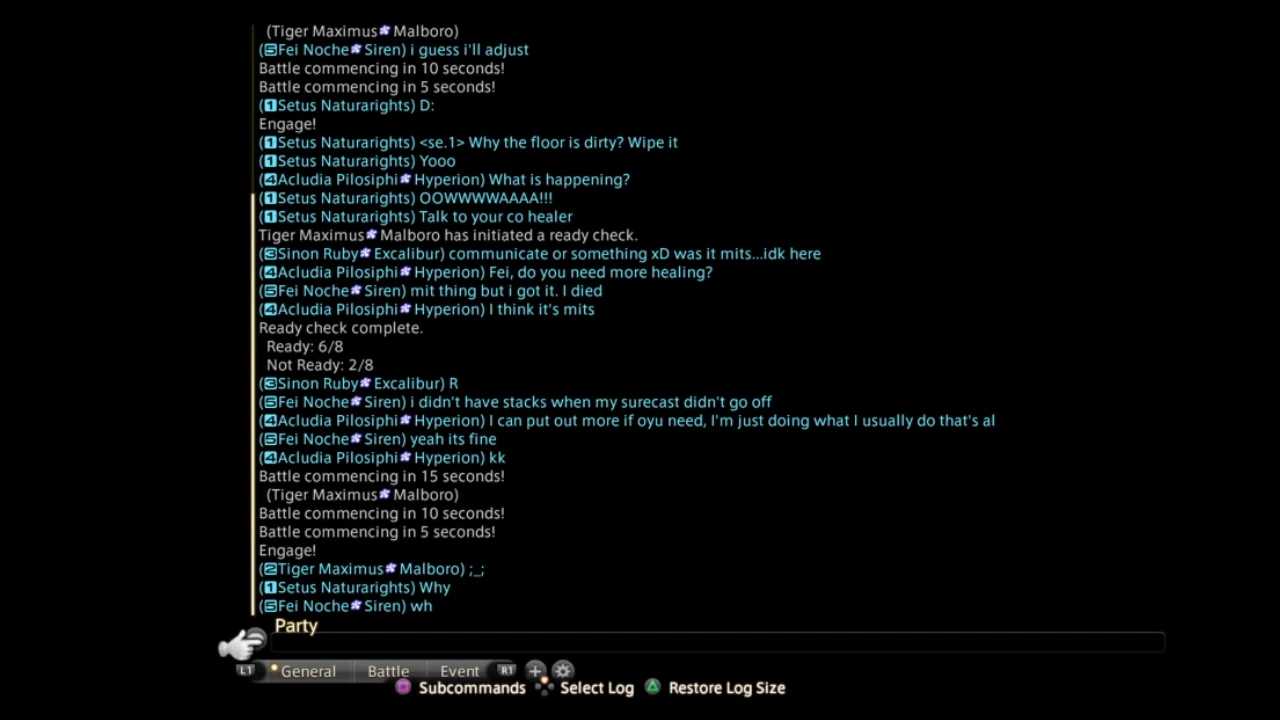 (Tiger Maximus Malboro)
(5Fei Noche Siren) i guess i'll adjust
Battle commencing in 10 seconds!
Battle commencing in 5 seconds!
(1Setus Naturarights) D:
Engage!
(1Setus Naturarights) <se.1> Why the floor is dirty? Wipe it
(1Setus Naturarights) Yooo
(4Acludia Pilosiphi Hyperion) What is happening?
(1Setus Naturarights) OOWWWWAAAA!!!
(1Setus Naturarights) Talk to your co healer
Tiger Maximus Malboro has initiated a ready check.
(3Sinon Ruby Excalibur) communicate or something xD was it mits...idk here
(4Acludia Pilosiphi Hyperion) Fei, do you need more healing?
(5Fei Noche Siren) mit thing but i got it. I died
(4Acludia Pilosiphi Hyperion) I think it's mits
Ready check complete.
Ready: 6/8
Not Ready: 2/8
(3Sinon Ruby Excalibur) R
(5Fei Noche Siren) i didn't have stacks when my surecast didn't go off
(4Acludia Pilosiphi Hyperion) I can put out more if oyu need, I'm just doing what I usually do that's al
(5Fei Noche Siren) yeah its fine
(4Acludia Pilosiphi Hyperion) kk
Battle commencing in 15 seconds!
(Tiger Maximus Malboro)
Battle commencing in 10 seconds!
Battle commencing in 5 seconds!
Engage!
(2Tiger Maximus Malboro) ;_;
(1Setus Naturarights) Why
(5Fei Noche Siren) wh
Party
L1 General Battle Event R1
Subcommands Select Log Restore Log Size